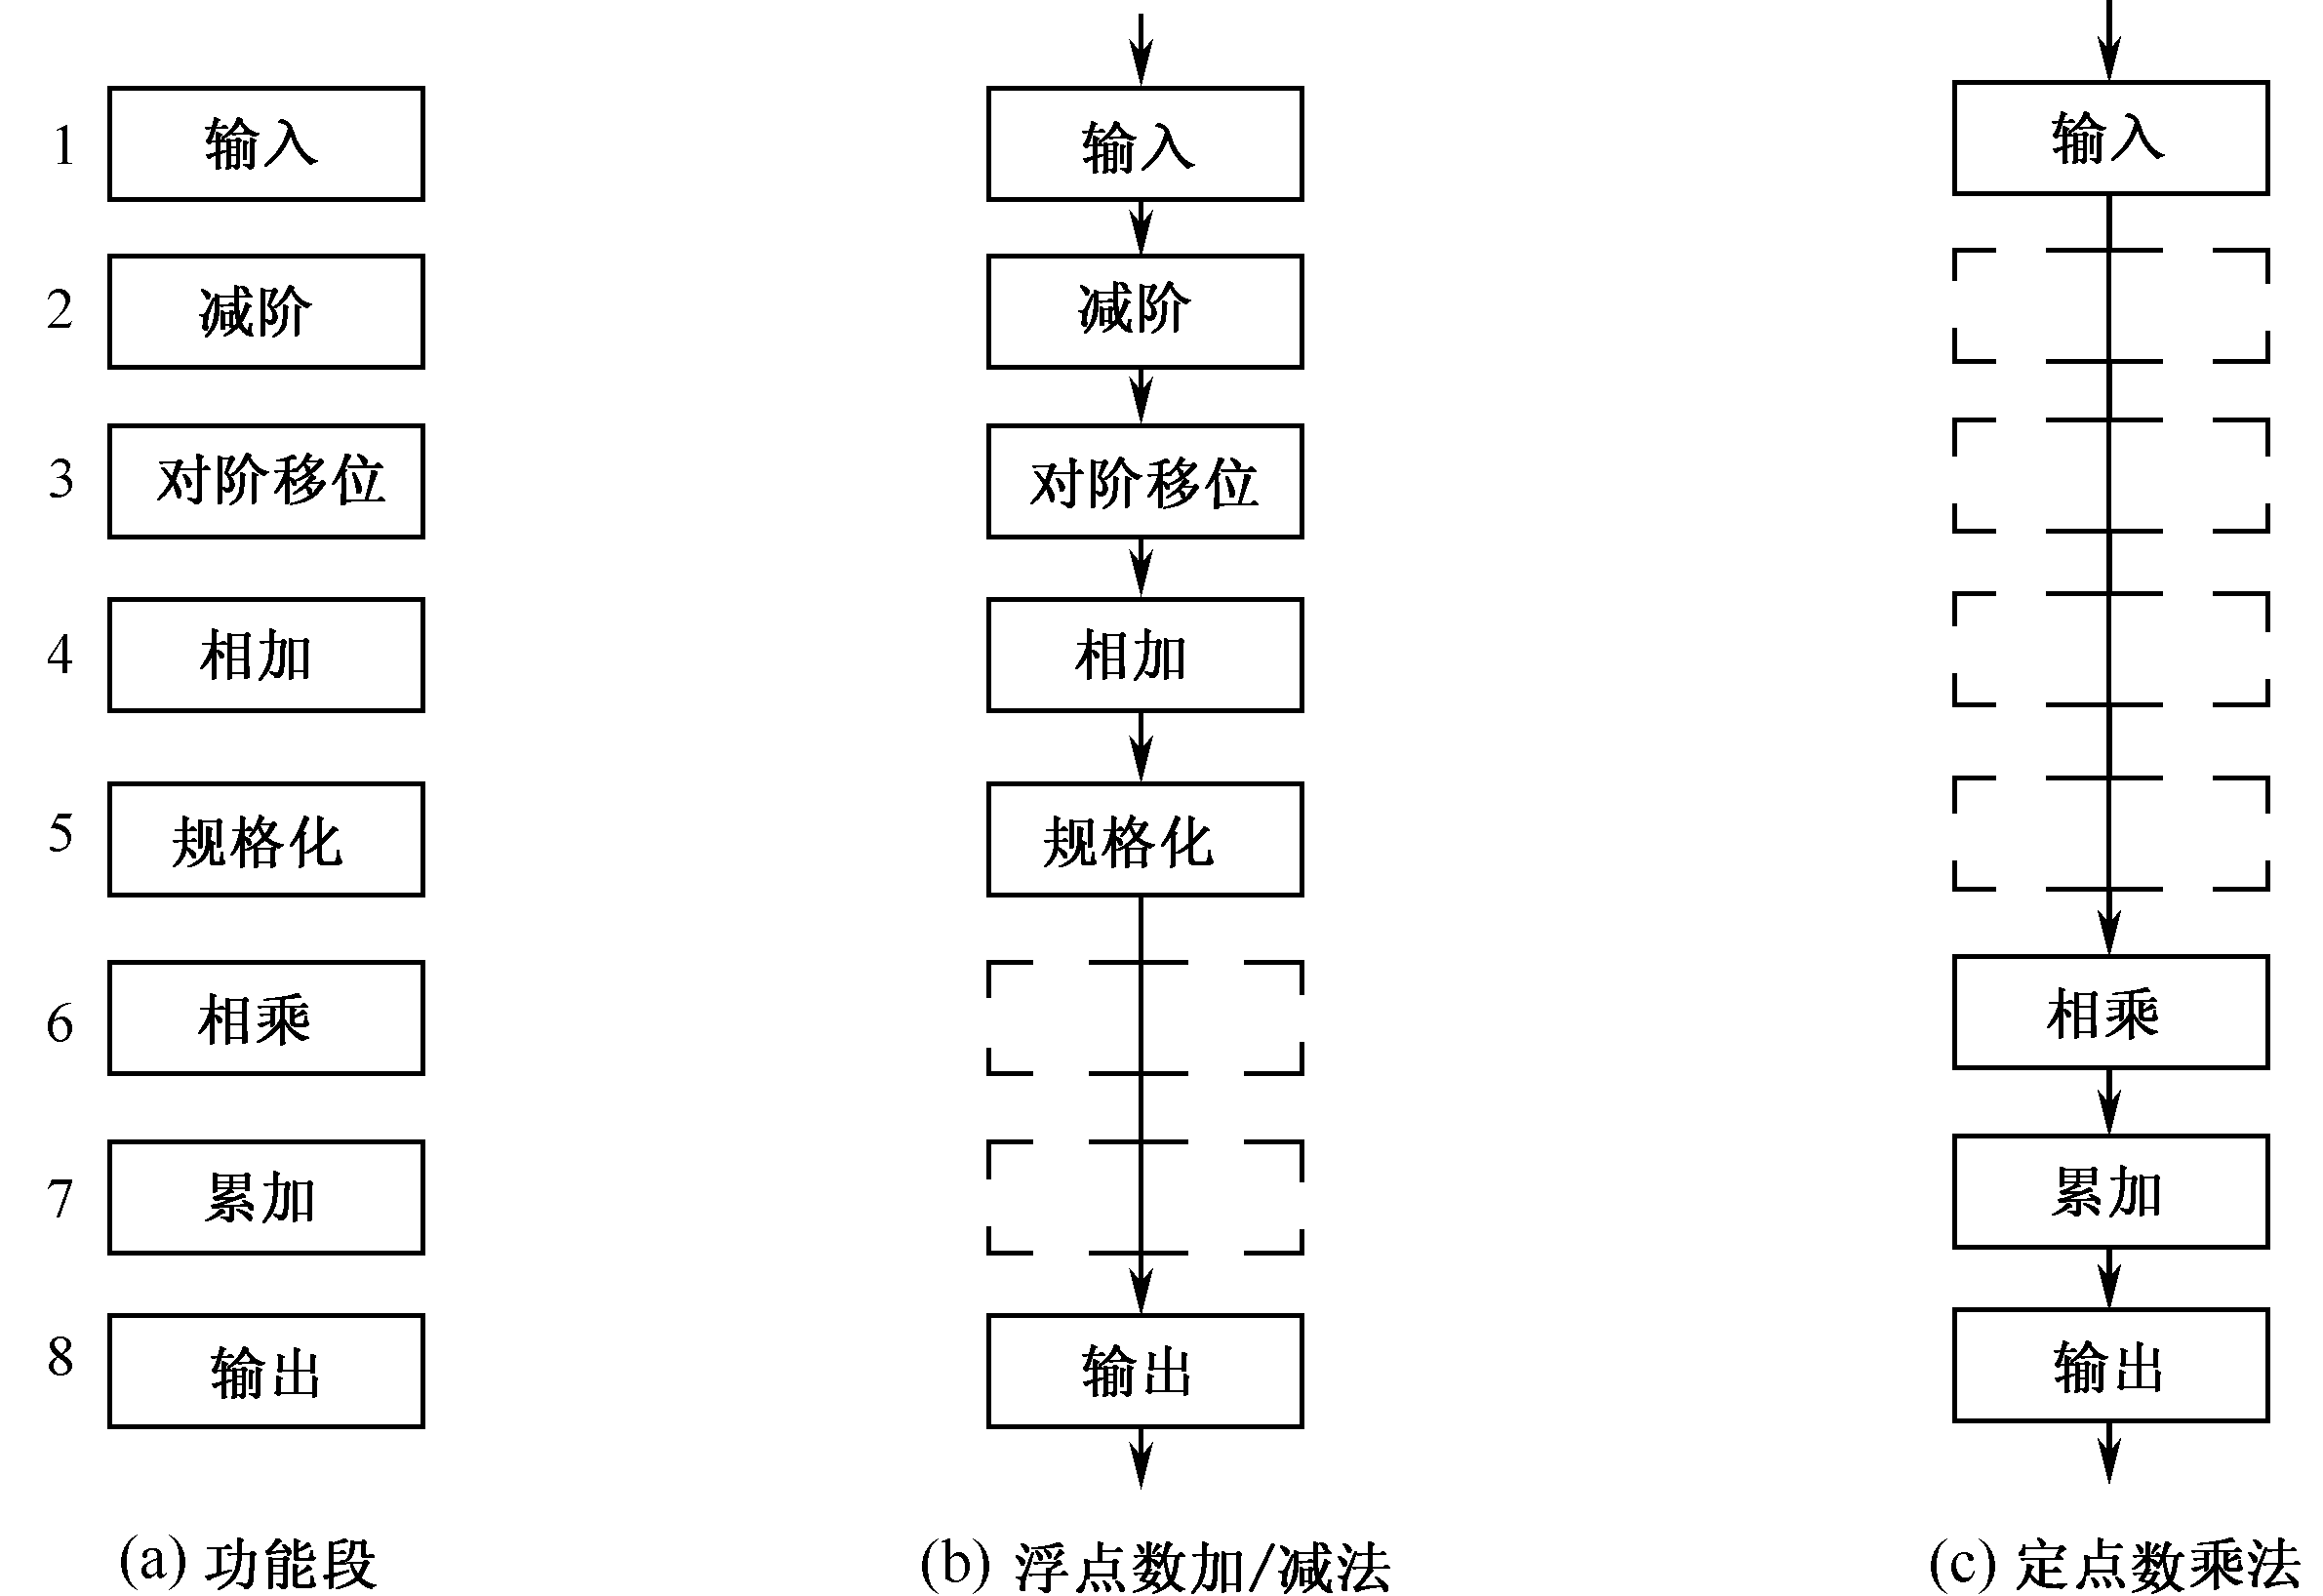 1 输入 输入 输入
2 减阶 减阶
3 对阶移位 对阶移位
4 相加 相加
5 规格化 规格化
6 相乘 相乘
7 累加 累加
8 输出 输出 输出
(a) 功能段 (b) 浮点数加/减法 (c) 定点数乘法